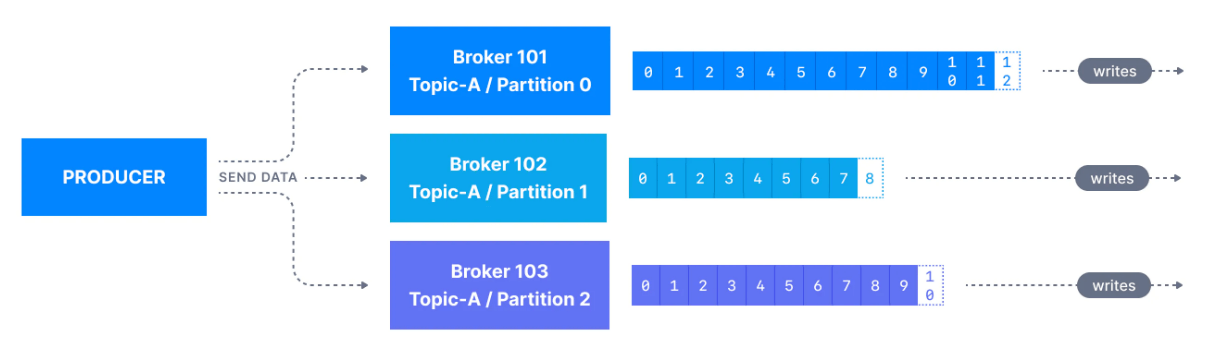 Broker 101
Topic-A / Partition 0
0 1 2 3 4 5 6 7 8 9 10 11 12
writes
PRODUCER
SEND DATA
Broker 102
Topic-A / Partition 1
0 1 2 3 4 5 6 7 8
writes
Broker 103
Topic-A / Partition 2
0 1 2 3 4 5 6 7 8 9 10
writes